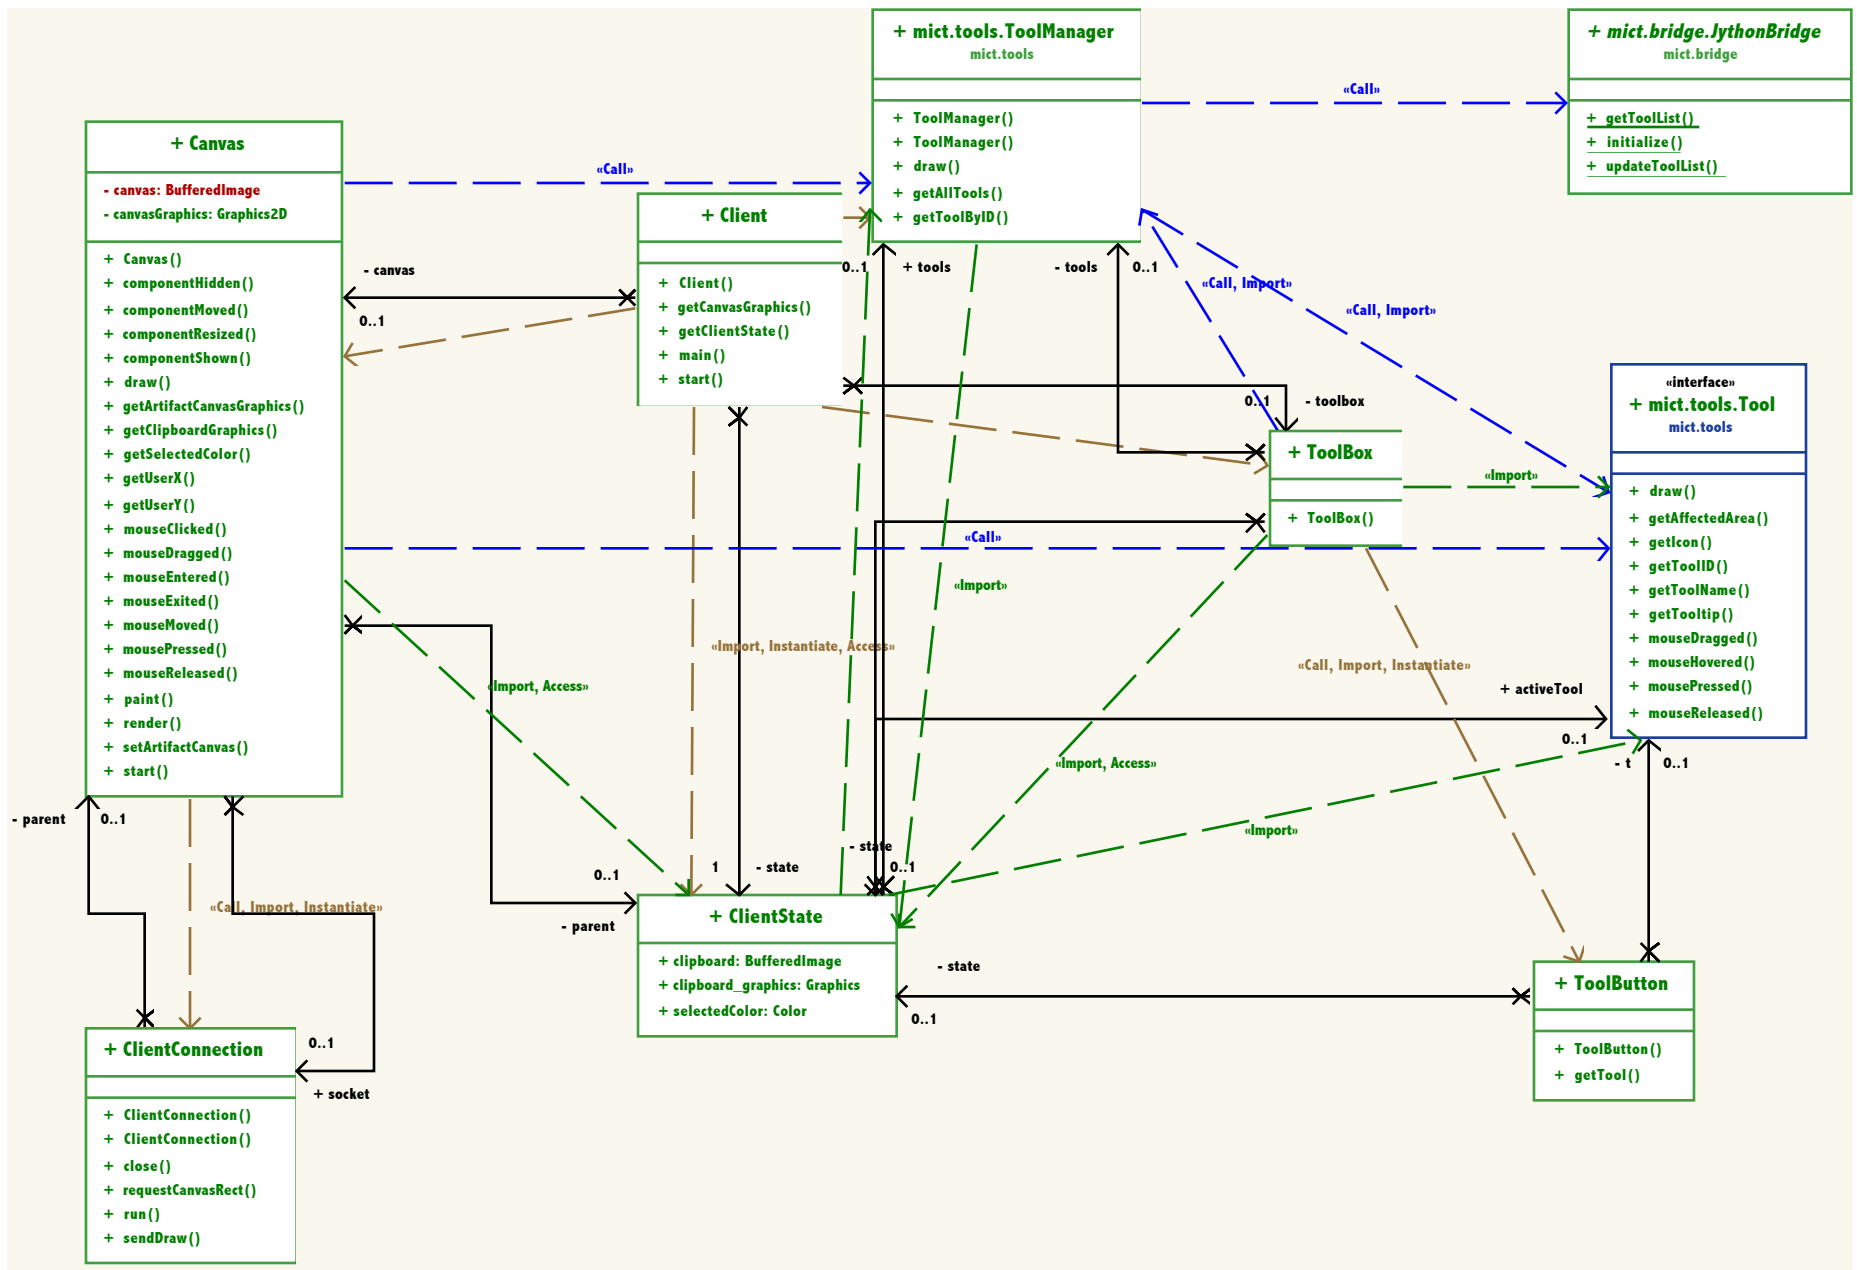 + mict.tools.ToolManager
mict.tools
+ ToolManager()
+ ToolManager()
+ draw()
+ getAllTools()
+ getToolByID()
+ mict.bridge.JythonBridge
mict.bridge
+ getToolList()
+ initialize()
+ updateToolList()
«Call»
+ Canvas
- canvas: BufferedImage
- canvasGraphics: Graphics2D
+ Canvas()
+ componentHidden()
+ componentMoved()
+ componentResized()
+ componentShown()
+ draw()
+ getArtifactCanvasGraphics()
+ getClipboardGraphics()
+ getSelectedColor()
+ getUserX()
+ getUserY()
+ mouseClicked()
+ mouseDragged()
+ mouseEntered()
+ mouseExited()
+ mouseMoved()
+ mousePressed()
+ mouseReleased()
+ paint()
+ render()
+ setArtifactCanvas()
+ start()
«Call»
+ Client
+ Client()
+ getCanvasGraphics()
+ getClientState()
+ main()
+ start()
- canvas
0..1
0..1
+ tools
- tools
0..1
«Call, Import»
«Call, Import»
0..1
- toolbox
+ ToolBox
+ ToolBox()
«Import»
«interface»
+ mict.tools.Tool
mict.tools
+ draw()
+ getAffectedArea()
+ getIcon()
+ getToolID()
+ getToolName()
+ getTooltip()
+ mouseDragged()
+ mouseHovered()
+ mousePressed()
+ mouseReleased()
«Call»
«Import»
«Import, Instantiate, Access»
«Call, Import, Instantiate»
«Import, Access»
+ activeTool
0..1
- t
0..1
«Import, Access»
«Import»
- parent
0..1
- state
0..1
1
- state
0..1
- parent
«Call, Import, Instantiate»
+ ClientState
+ clipboard: BufferedImage
+ clipboard_graphics: Graphics
+ selectedColor: Color
- state
0..1
+ ToolButton
+ ToolButton()
+ getTool()
+ ClientConnection
0..1
+ socket
+ ClientConnection()
+ ClientConnection()
+ close()
+ requestCanvasRect()
+ run()
+ sendDraw()